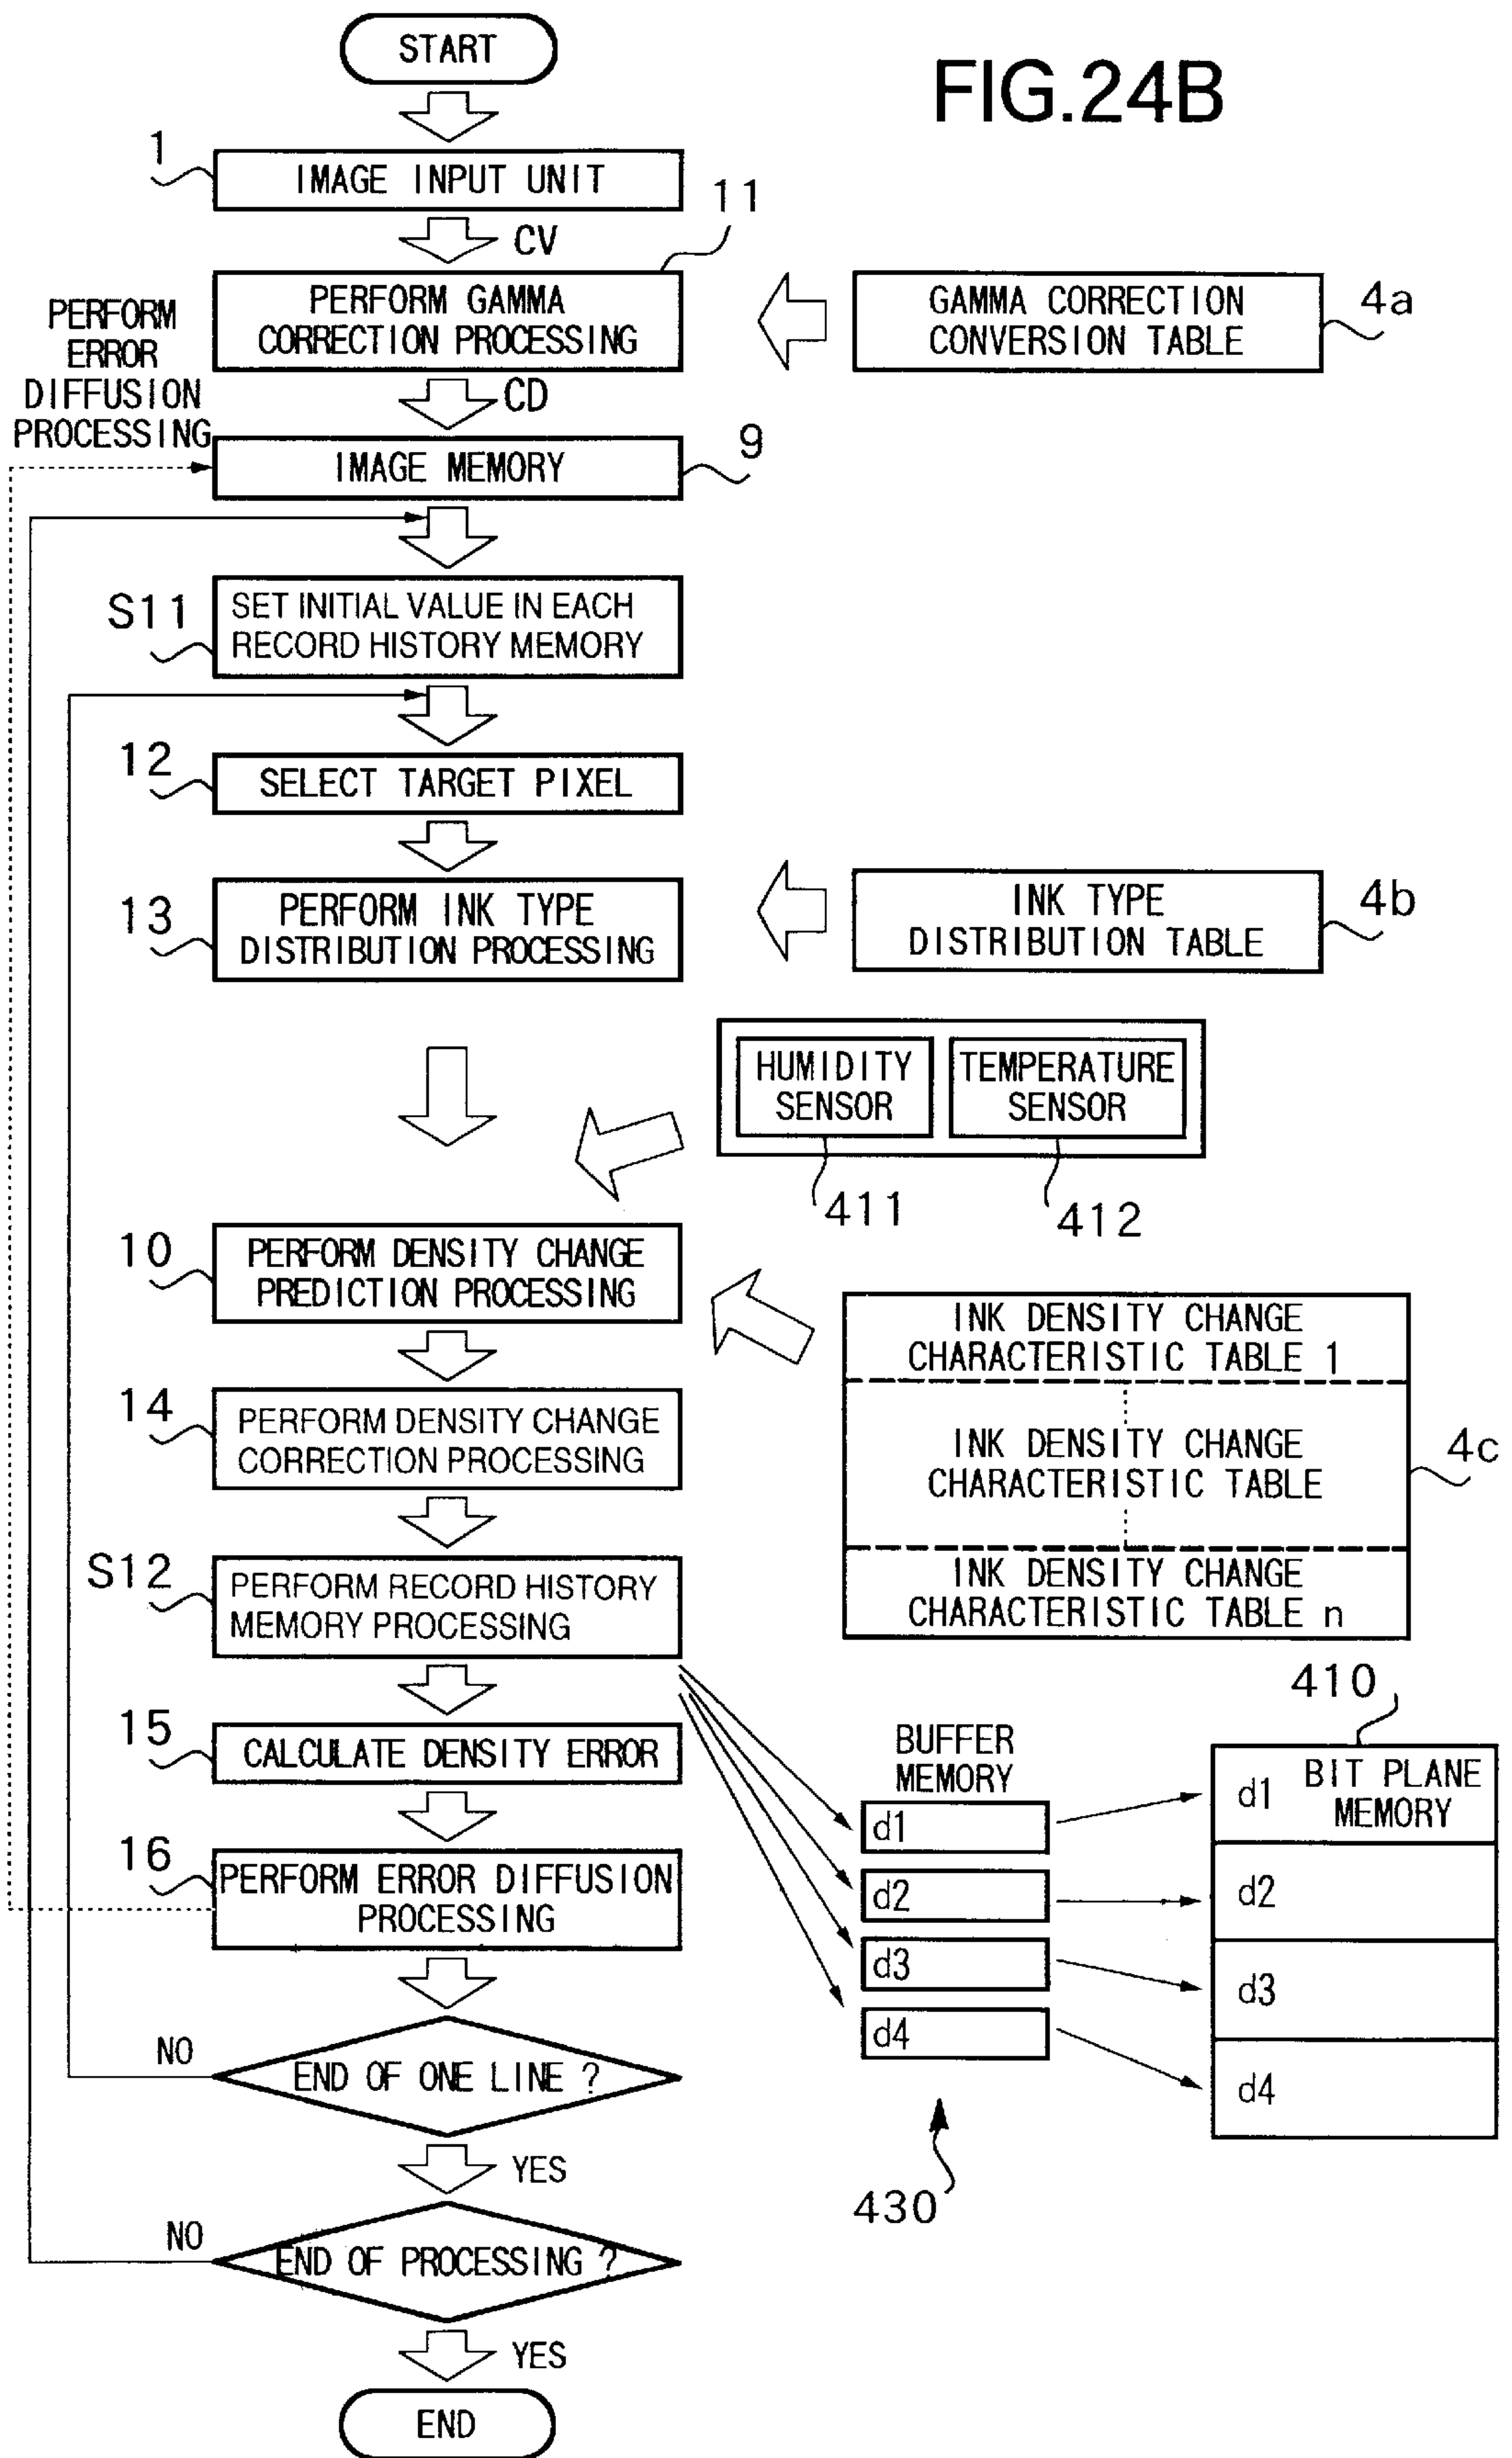 START
FIG.24B
1
IMAGE INPUT UNIT
11
CV
PERFORM GAMMA
CORRECTION PROCESSING
GAMMA CORRECTION
CONVERSION TABLE
4a
PERFORM
ERROR
DIFFUSION
PROCESSING
CD
IMAGE MEMORY
9
S11
SET INITIAL VALUE IN EACH
RECORD HISTORY MEMORY
12
SELECT TARGET PIXEL
13
PERFORM INK TYPE
DISTRIBUTION PROCESSING
INK TYPE
DISTRIBUTION TABLE
4b
HUMIDITY
SENSOR
TEMPERATURE
SENSOR
411
412
10
PERFORM DENSITY CHANGE
PREDICTION PROCESSING
INK DENSITY CHANGE
CHARACTERISTIC TABLE 1
14
PERFORM DENSITY CHANGE
CORRECTION PROCESSING
INK DENSITY CHANGE
CHARACTERISTIC TABLE
4c
S12
PERFORM RECORD HISTORY
MEMORY PROCESSING
INK DENSITY CHANGE
CHARACTERISTIC TABLE n
15
CALCULATE DENSITY ERROR
BUFFER
MEMORY
410
d1
d2
d3
d4
430
d1
BIT PLANE
MEMORY
d2
d3
d4
16
PERFORM ERROR DIFFUSION
PROCESSING
NO
END OF ONE LINE ?
YES
NO
END OF PROCESSING ?
YES
END